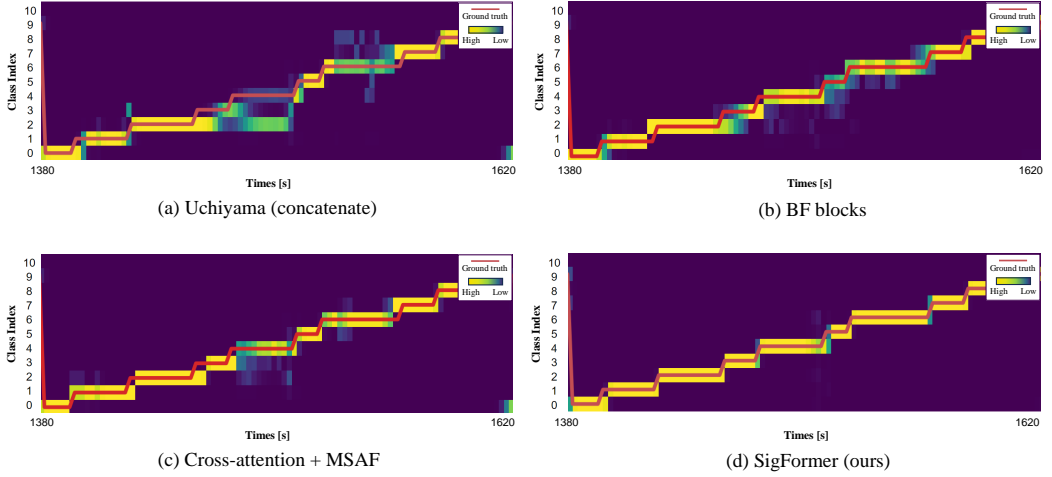 10
9
8
7
6
5
4
3
2
1
0
Class Index
Ground truth
High Low
1380
1620
Times [s]
(a) Uchiyama (concatenate)
10
9
8
7
6
5
4
3
2
1
0
Class Index
Ground truth
High Low
1380
1620
Times [s]
(b) BF blocks
10
9
8
7
6
5
4
3
2
1
0
Class Index
Ground truth
High Low
1380
1620
Times [s]
(c) Cross-attention + MSAF
10
9
8
7
6
5
4
3
2
1
0
Class Index
Ground truth
High Low
1380
1620
Times [s]
(d) SigFormer (ours)